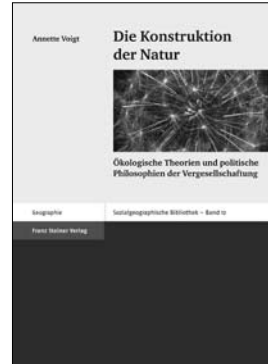 Annette Voigt
Die Konstruktion
der Natur
Ökologische Theorien und politische
Philosophien der Vergesellschaftung
Geographie
Sozialgeographische Bibliothek – Band 12
Franz Steiner Verlag